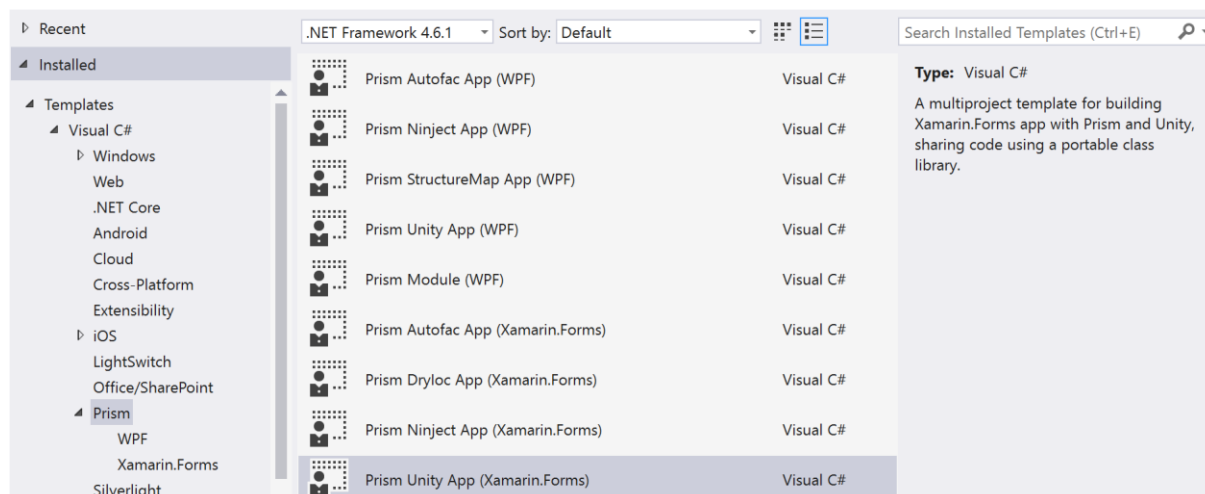 Recent
Installed
Templates
Visual C#
Windows
Web
.NET Core
Android
Cloud
Cross-Platform
Extensibility
iOS
LightSwitch
Office/SharePoint
Prism
WPF
Xamarin.Forms
Silverlight
.NET Framework 4.6.1 Sort by: Default
Prism Autofac App (WPF) Visual C#
Prism Ninject App (WPF) Visual C#
Prism StructureMap App (WPF) Visual C#
Prism Unity App (WPF) Visual C#
Prism Module (WPF) Visual C#
Prism Autofac App (Xamarin.Forms) Visual C#
Prism Dryloc App (Xamarin.Forms) Visual C#
Prism Ninject App (Xamarin.Forms) Visual C#
Prism Unity App (Xamarin.Forms) Visual C#
Search Installed Templates (Ctrl+E)
Type: Visual C#
A multiproject template for building
Xamarin.Forms app with Prism and Unity,
sharing code using a portable class
library.